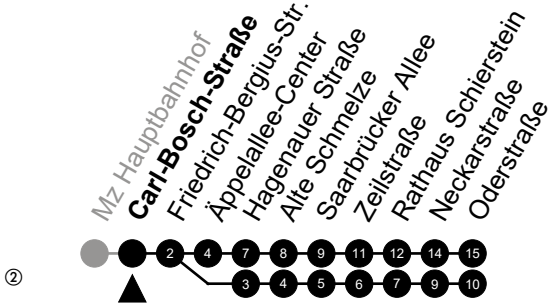 Mz Hauptbahnhof
Carl-Bosch-Straße
Friedrich-Bergius-Str.
Äppelallee-Center
Hagenauer Straße
Alte Schmelze
Saarbrücker Allee
Zeilstraße
Rathaus Schierstein
Neckarstraße
Oderstraße
2 4 7 8 9 11 12 14 15
② 3 4 5 6 7 9 10